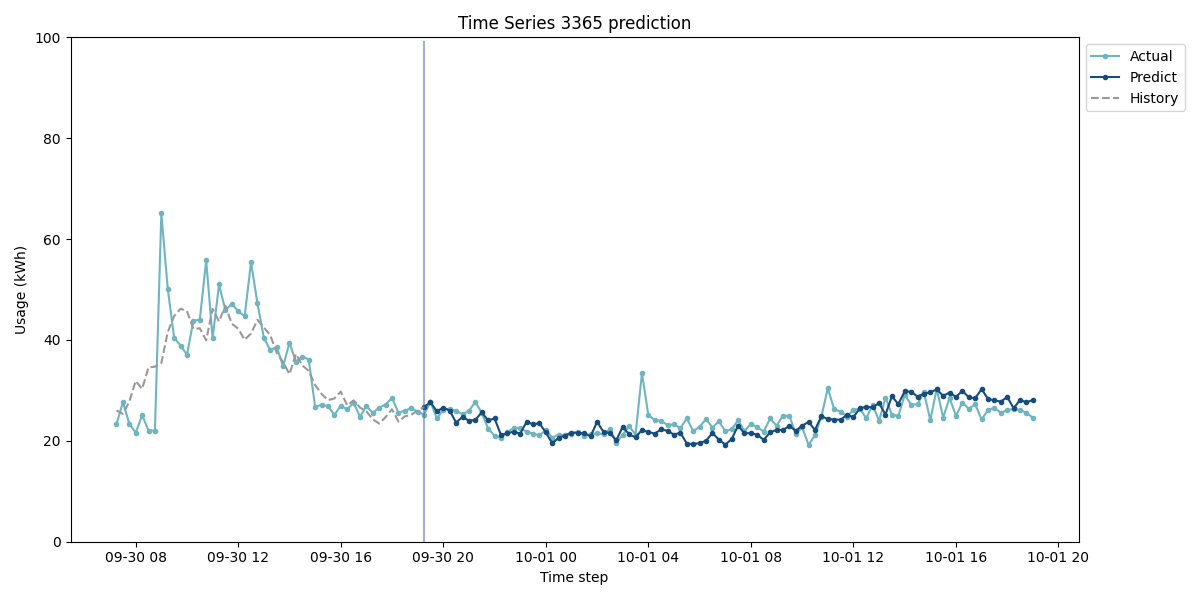 Time Series 3365 prediction
100
80
60
40
20
0
Usage (kWh)
09-30 08
09-30 12
09-30 16
09-30 20
10-01 00
10-01 04
10-01 08
10-01 12
10-01 16
10-01 20
Time step
Actual
Predict
History